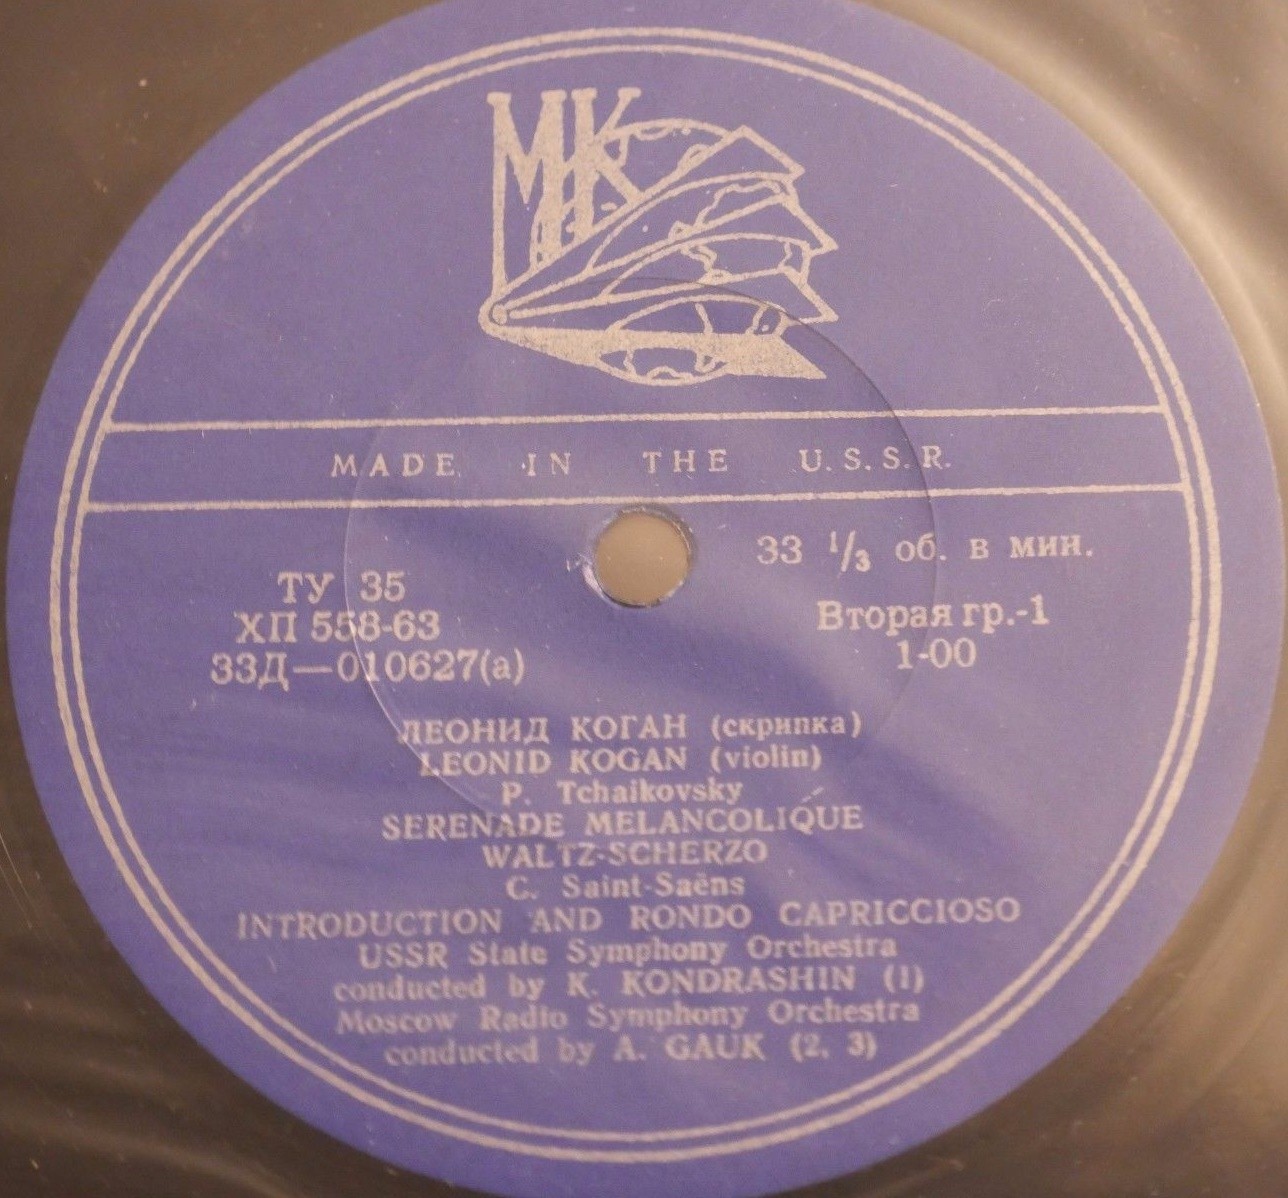 МК
MADE IN THE U.S.S.R.
33 1/3 об. в мин.
ТУ 35
ХП 558-63
33Д—010627(а)
Вторая гр.-1
1-00
ЛЕОНИД КОГАН (скрипка)
LEONID KOGAN (violin)
P. Tchaikovsky
SERENADE MELANCOLIQUE
WALTZ-SCHERZO
C. Saint-Saëns
INTRODUCTION AND RONDO CAPRICCIOSO
USSR State Symphony Orchestra
conducted by K. KONDRASHIN (1)
Moscow Radio Symphony Orchestra
conducted by A. GAUK (2, 3)